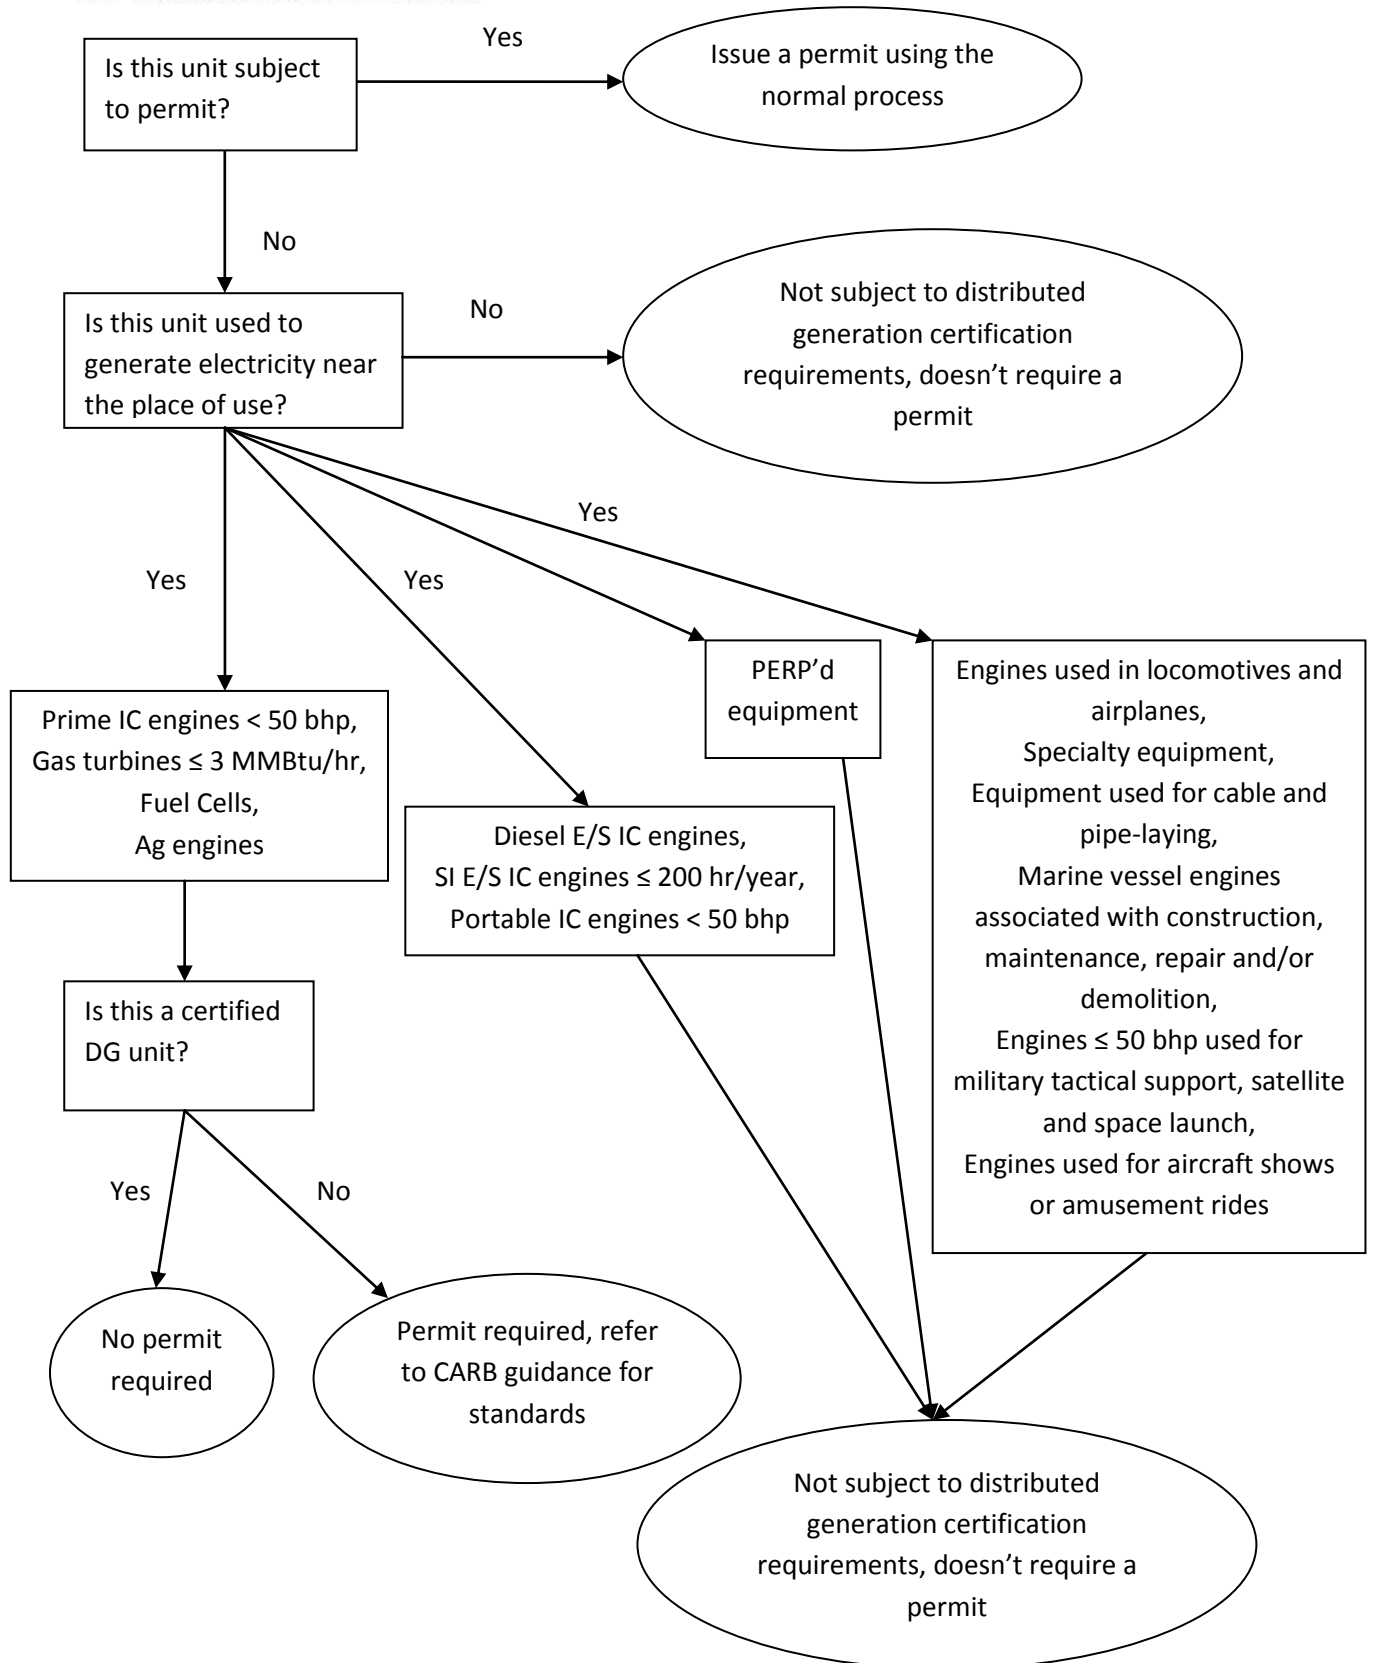 Yes
Is this unit subject
to permit?
Issue a permit using the
normal process
No
Is this unit used to
generate electricity near
the place of use?
No
Not subject to distributed
generation certification
requirements, doesn’t require a
permit
Yes
Yes
Yes
PERP’d
equipment
Engines used in locomotives and
airplanes,
Specialty equipment,
Equipment used for cable and
pipe-laying,
Marine vessel engines
associated with construction,
maintenance, repair and/or
demolition,
Engines ≤ 50 bhp used for
military tactical support, satellite
and space launch,
Engines used for aircraft shows
or amusement rides
Prime IC engines < 50 bhp,
Gas turbines ≤ 3 MMBtu/hr,
Fuel Cells,
Ag engines
Diesel E/S IC engines,
SI E/S IC engines ≤ 200 hr/year,
Portable IC engines < 50 bhp
Is this a certified
DG unit?
Yes
No
No permit
required
Permit required, refer
to CARB guidance for
standards
Not subject to distributed
generation certification
requirements, doesn’t require a
permit